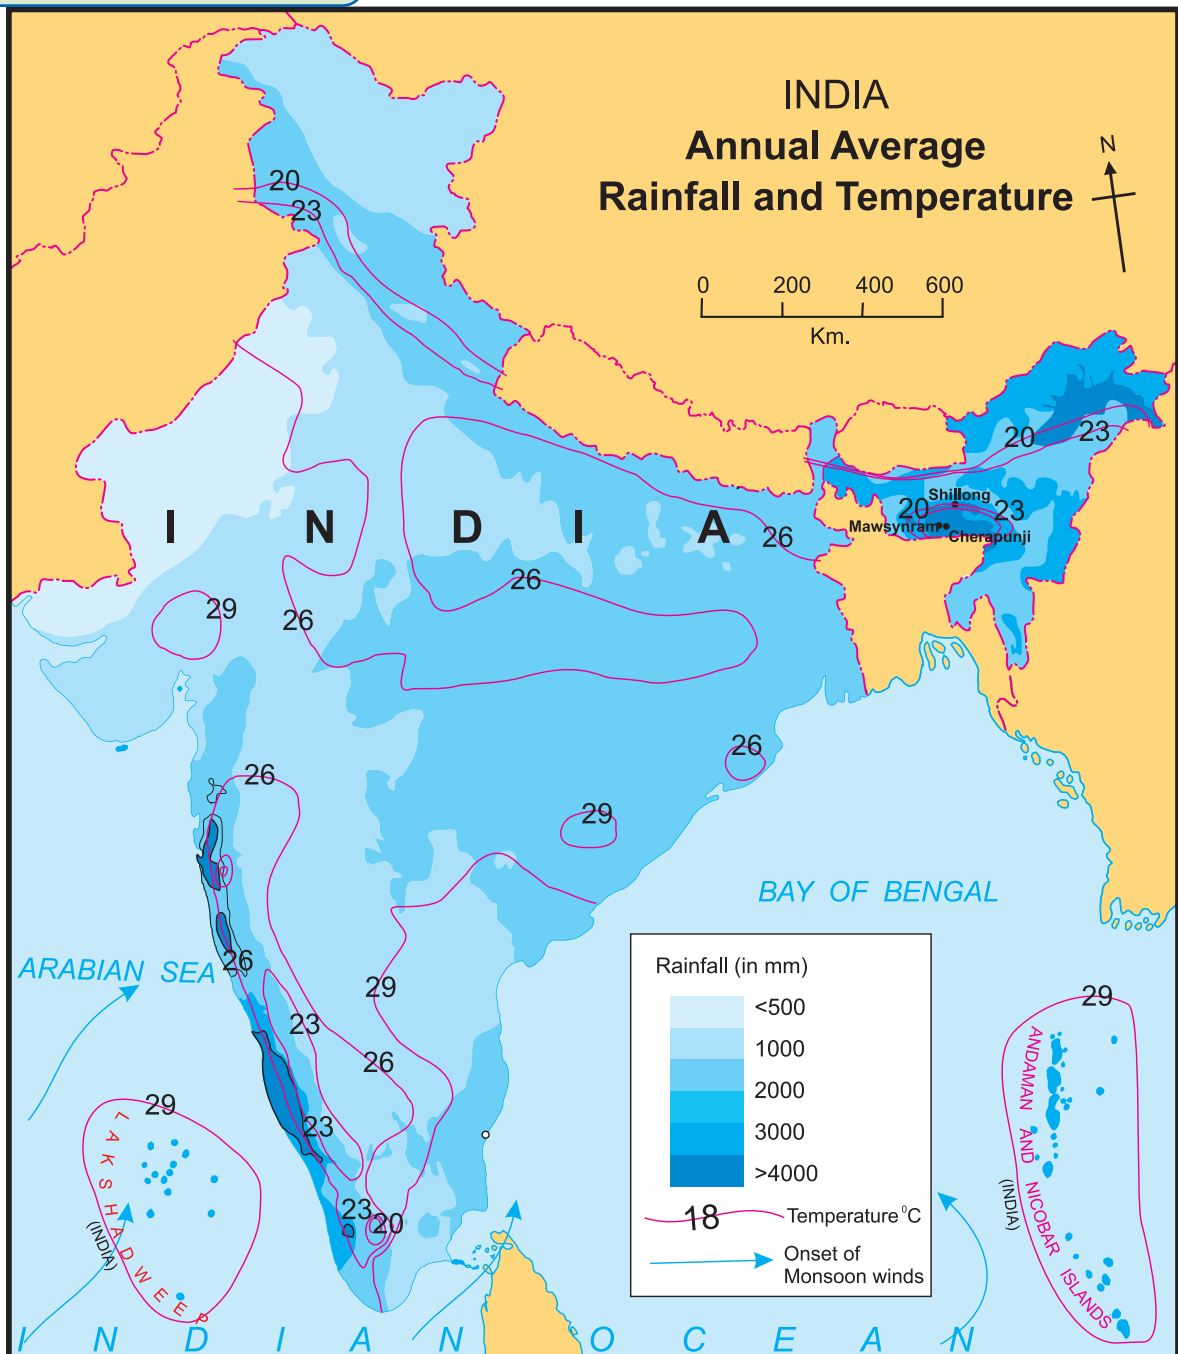 INDIA
Annual Average
Rainfall and Temperature
N
0 200 400 600
Km.
20
23
20
23
Shillong
20
23
Mawsynram
Cherapunji
I N D I A
26
26
29
26
26
26
29
BAY OF BENGAL
ARABIAN SEA
26
29
23
26
23
23
20
29
LAKSHADWEEP
(INDIA)
29
ANDAMAN AND NICOBAR ISLANDS
(INDIA)
Rainfall (in mm)
<500
1000
2000
3000
>4000
18 Temperature °C
Onset of
Monsoon winds
I N D I A N O C E A N